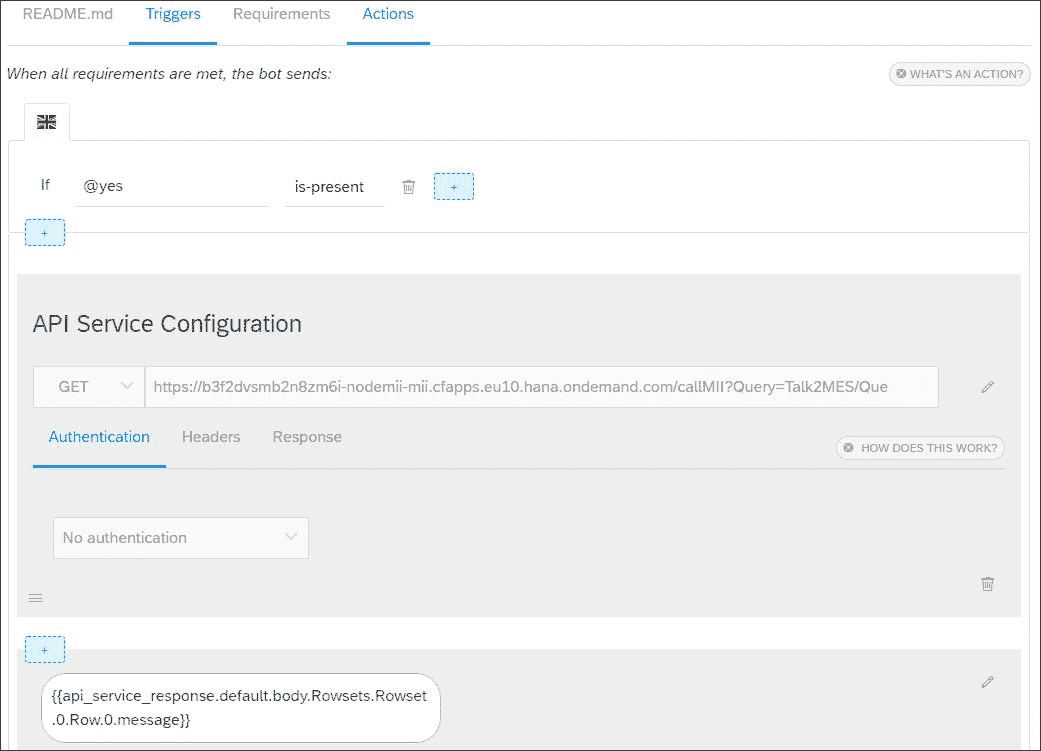 README.md Triggers Requirements Actions
When all requirements are met, the bot sends:
WHAT'S AN ACTION?
If @yes is-present +
+
API Service Configuration
GET https://b3f2dvsmb2n8zm6i-nodemii-mii.cfapps.eu10.hana.ondemand.com/callMII?Query=Talk2MES/Que
Authentication Headers Response
HOW DOES THIS WORK?
No authentication
+
{{api_service_response.default.body.Rowsets.Rowset
.0.Row.0.message}}